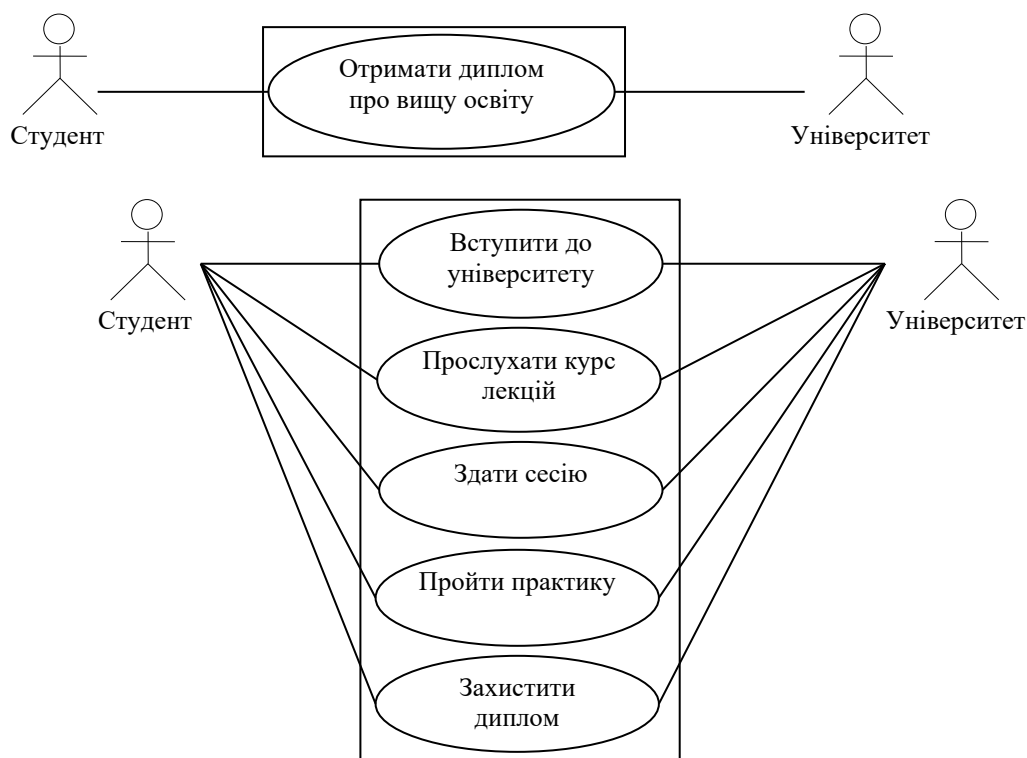 Отримати диплом
про вищу освіту
Студент
Університет
Вступити до
університету
Студент
Університет
Прослухати курс
лекцій
Здати сесію
Пройти практику
Захистити
диплом